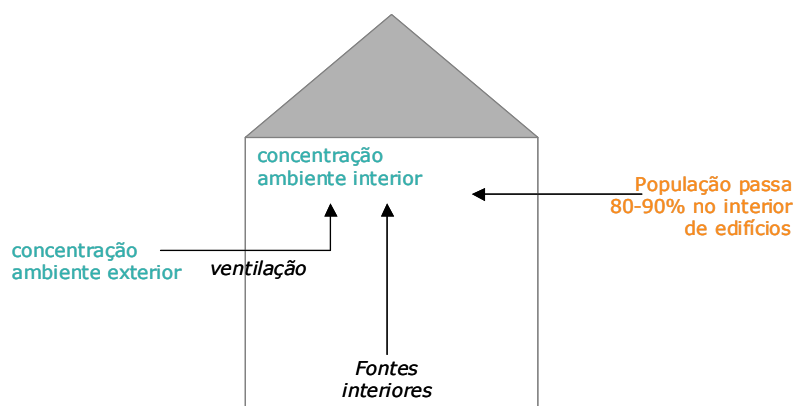 concentração
ambiente interior
População passa
80-90% no interior
de edifícios
concentração
ambiente exterior
ventilação
Fontes
interiores